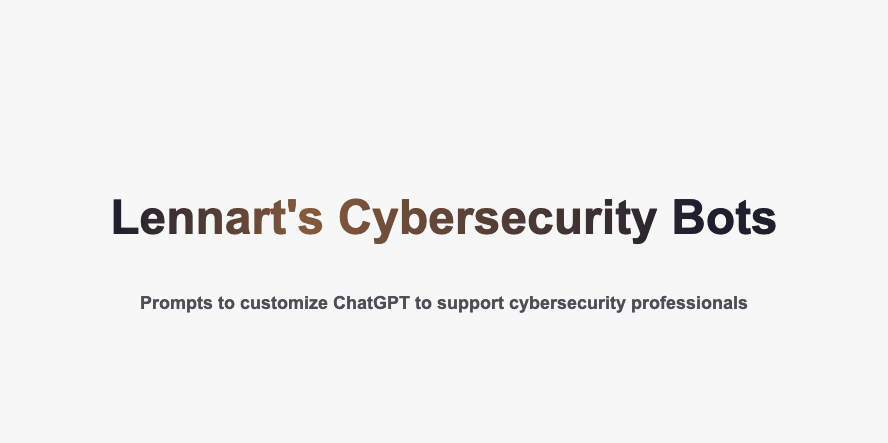 Lennart's Cybersecurity Bots
Prompts to customize ChatGPT to support cybersecurity professionals